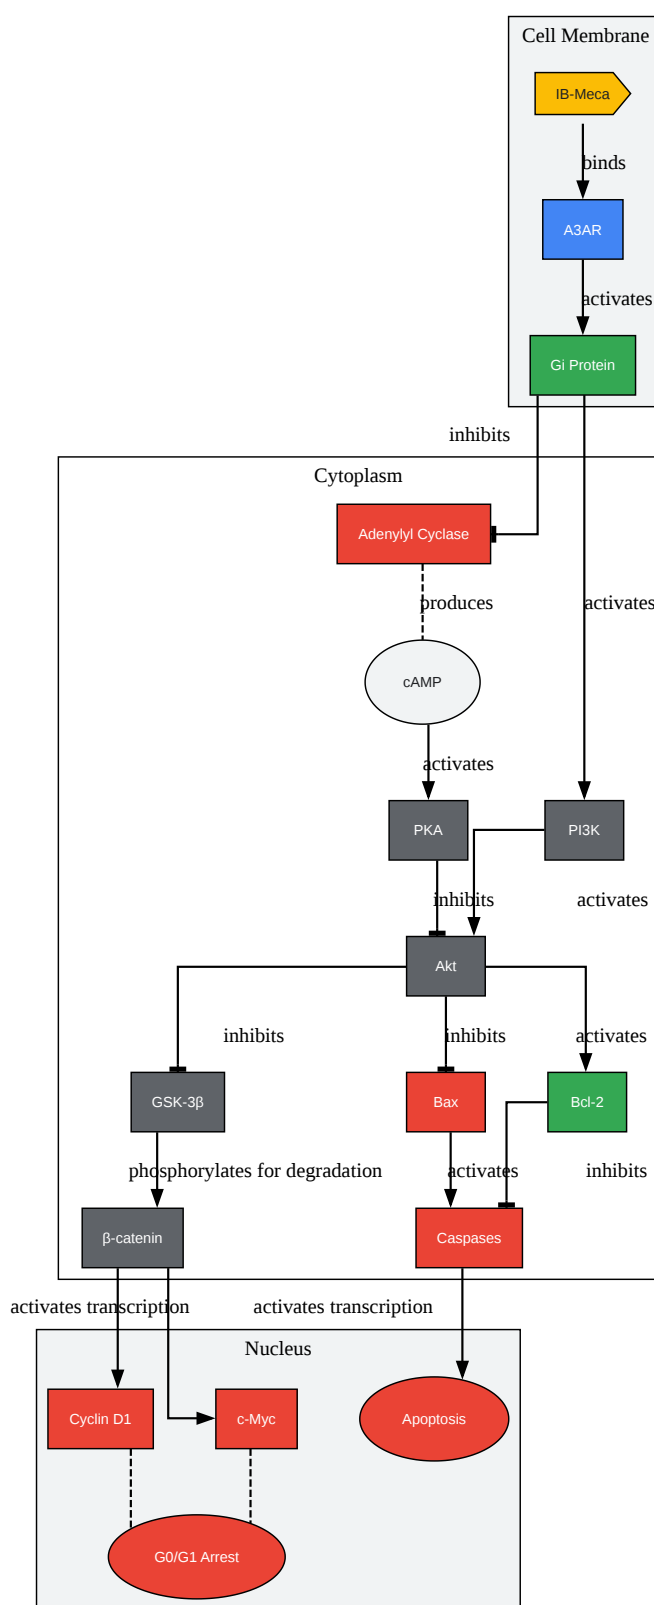 Cell Membrane
IB-Meca
binds
A3AR
activates
Gi Protein
inhibits
Cytoplasm
Adenylyl Cyclase
produces
activates
cAMP
activates
PKA
PI3K
inhibits
activates
Akt
inhibits
inhibits
activates
GSK-3β
Bax
Bcl-2
phosphorylates for degradation
activates
inhibits
β-catenin
Caspases
activates transcription
activates transcription
Nucleus
Cyclin D1
c-Myc
Apoptosis
G0/G1 Arrest